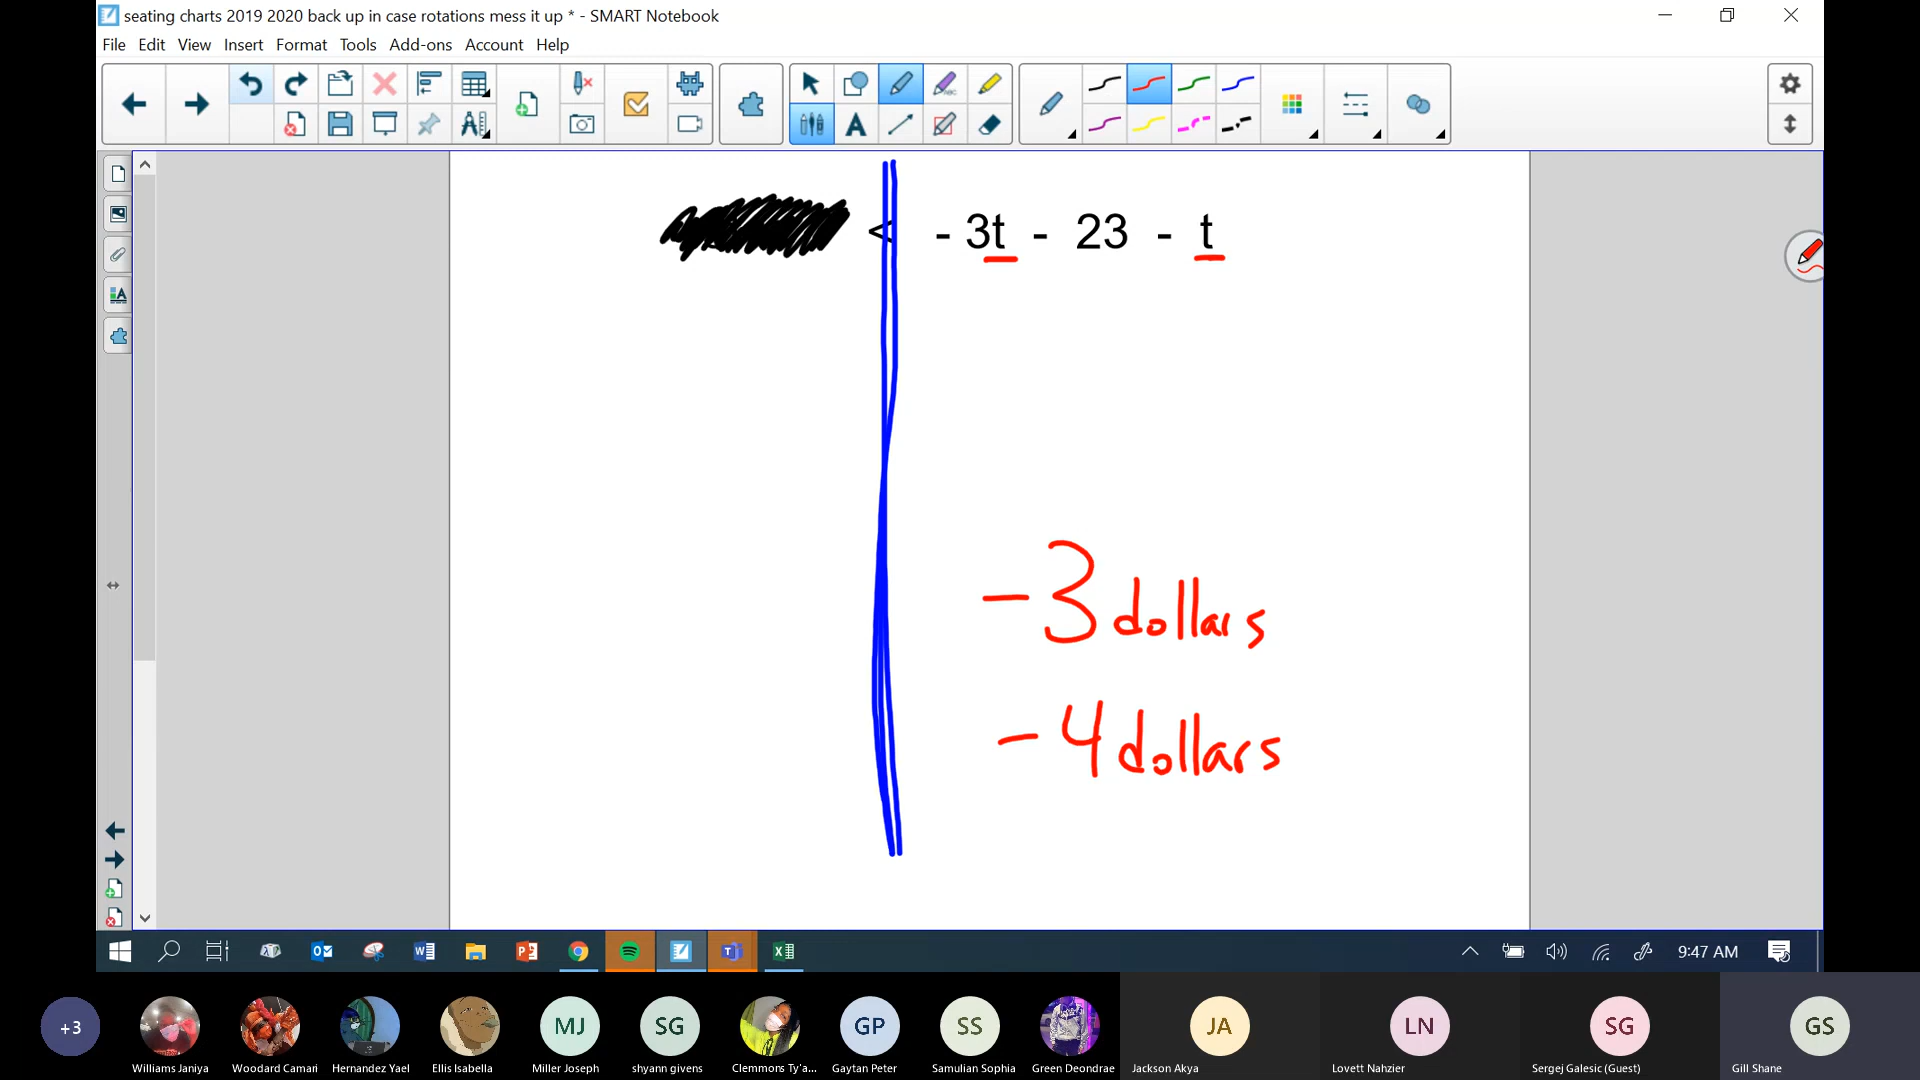 seating charts 2019 2020 back up in case rotations mess it up * - SMART Notebook
File Edit View Insert Format Tools Add-ons Account Help
< - 3t - 23 - t
- 3 dollars
- 4 dollars
9:47 AM
+3 MJ SG GP SS JA LN SG GS
Williams Janiya Woodard Camari Hernandez Yael Ellis Isabella Miller Joseph shyann givens Clemmons Ty'a... Gaytan Peter Samulian Sophia Green Deondrae Jackson Akya Lovett Nahzier Sergej Galesic (Guest) Gill Shane